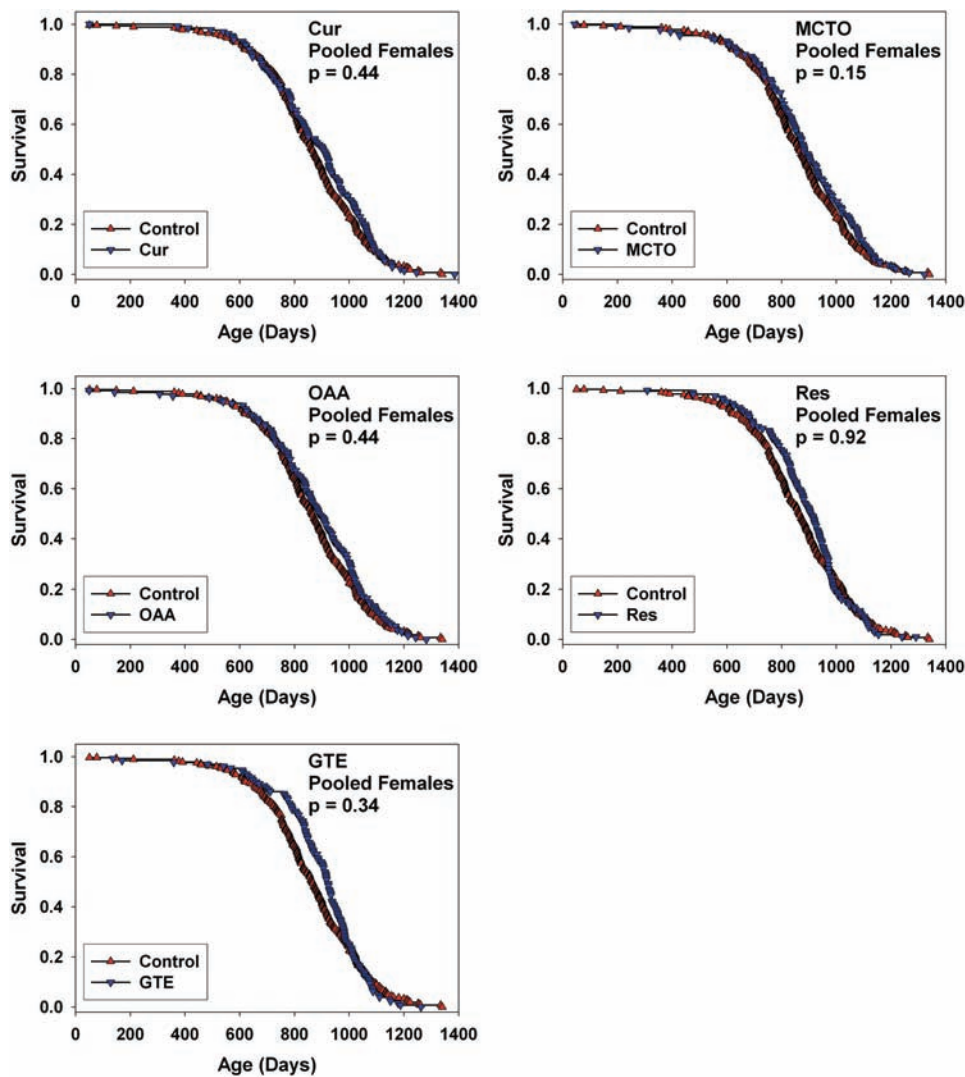 Cur
Pooled Females
p = 0.44
Survival
1.0
0.8
0.6
0.4
0.2
0.0
Control
Cur
0 200 400 600 800 1000 1200 1400
Age (Days)
MCTO
Pooled Females
p = 0.15
Survival
1.0
0.8
0.6
0.4
0.2
0.0
Control
MCTO
0 200 400 600 800 1000 1200 1400
Age (Days)
OAA
Pooled Females
p = 0.44
Survival
1.0
0.8
0.6
0.4
0.2
0.0
Control
OAA
0 200 400 600 800 1000 1200 1400
Age (Days)
Res
Pooled Females
p = 0.92
Survival
1.0
0.8
0.6
0.4
0.2
0.0
Control
Res
0 200 400 600 800 1000 1200 1400
Age (Days)
GTE
Pooled Females
p = 0.34
Survival
1.0
0.8
0.6
0.4
0.2
0.0
Control
GTE
0 200 400 600 800 1000 1200 1400
Age (Days)